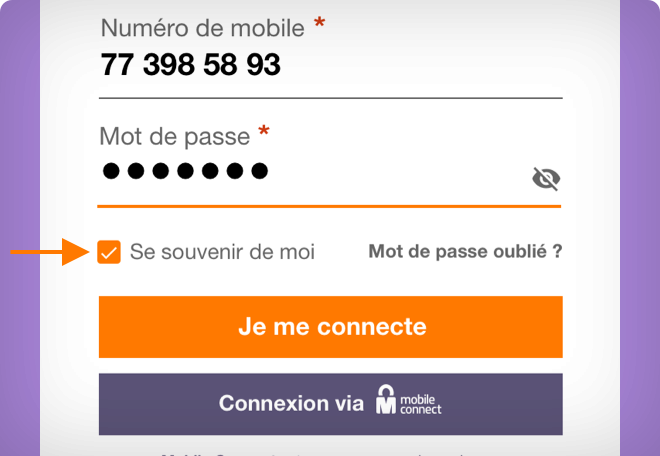 Numéro de mobile *
77 398 58 93
Mot de passe *
Se souvenir de moi
Mot de passe oublié ?
Je me connecte
Connexion via mobile connect